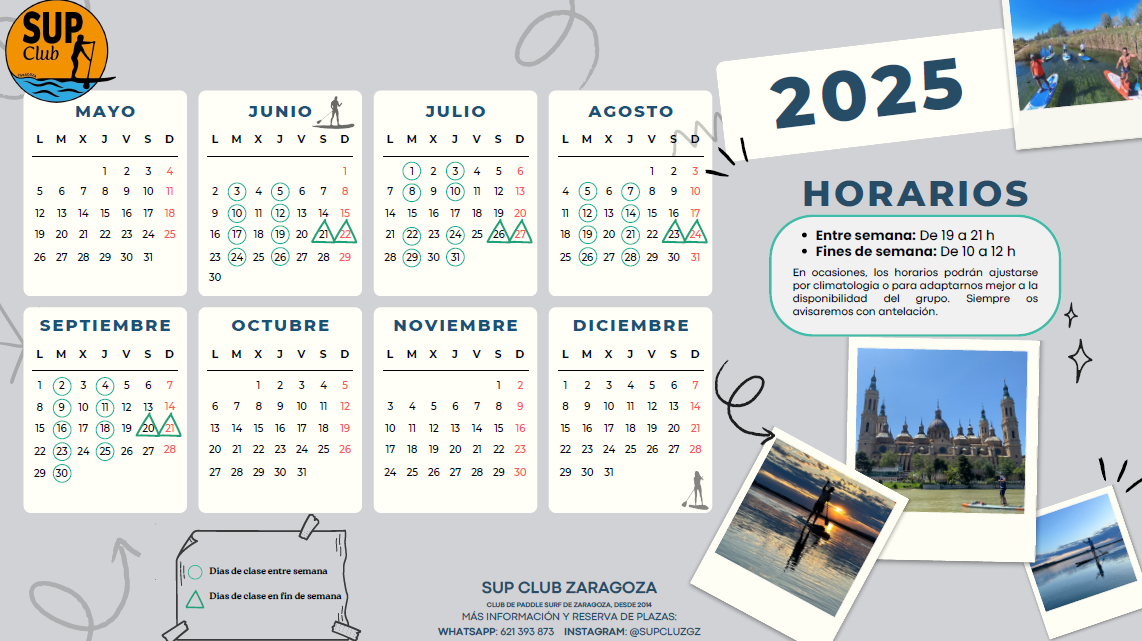 SUP
Club
2025
MAYO
L M X J V S D
1 2 3 4
5 6 7 8 9 10 11
12 13 14 15 16 17 18
19 20 21 22 23 24 25
26 27 28 29 30 31
JUNIO
L M X J V S D
1
2 3 4 5 6 7 8
9 10 11 12 13 14 15
16 17 18 19 20 21 22
23 24 25 26 27 28 29
30
JULIO
L M X J V S D
1 2 3 4 5 6
7 8 9 10 11 12 13
14 15 16 17 18 19 20
21 22 23 24 25 26 27
28 29 30 31
AGOSTO
L M X J V S D
1 2 3
4 5 6 7 8 9 10
11 12 13 14 15 16 17
18 19 20 21 22 23 24
25 26 27 28 29 30 31
SEPTIEMBRE
L M X J V S D
1 2 3 4 5 6 7
8 9 10 11 12 13 14
15 16 17 18 19 20 21
22 23 24 25 26 27 28
29 30
OCTUBRE
L M X J V S D
1 2 3 4 5
6 7 8 9 10 11 12
13 14 15 16 17 18 19
20 21 22 23 24 25 26
27 28 29 30 31
NOVIEMBRE
L M X J V S D
1 2
3 4 5 6 7 8 9
10 11 12 13 14 15 16
17 18 19 20 21 22 23
24 25 26 27 28 29 30
DICIEMBRE
L M X J V S D
1 2 3 4 5 6 7
8 9 10 11 12 13 14
15 16 17 18 19 20 21
22 23 24 25 26 27 28
29 30 31
HORARIOS
• Entre semana: De 19 a 21 h
• Fines de semana: De 10 a 12 h
En ocasiones, los horarios podrán ajustarse
por climatologia o para adaptarnos mejor a la
disponibilidad del grupo. Siempre os
avisaremos con antelación.
Dias de clase entre semana
Dias de clase en fin de semana
SUP CLUB ZARAGOZA
CLUB DE PADDLE SURF DE ZARAGOZA, DESDE 2014
MÁS INFORMACIÓN Y RESERVA DE PLAZAS:
WHATSAPP: 621 393 873 INSTAGRAM: @SUPCLUZGZ